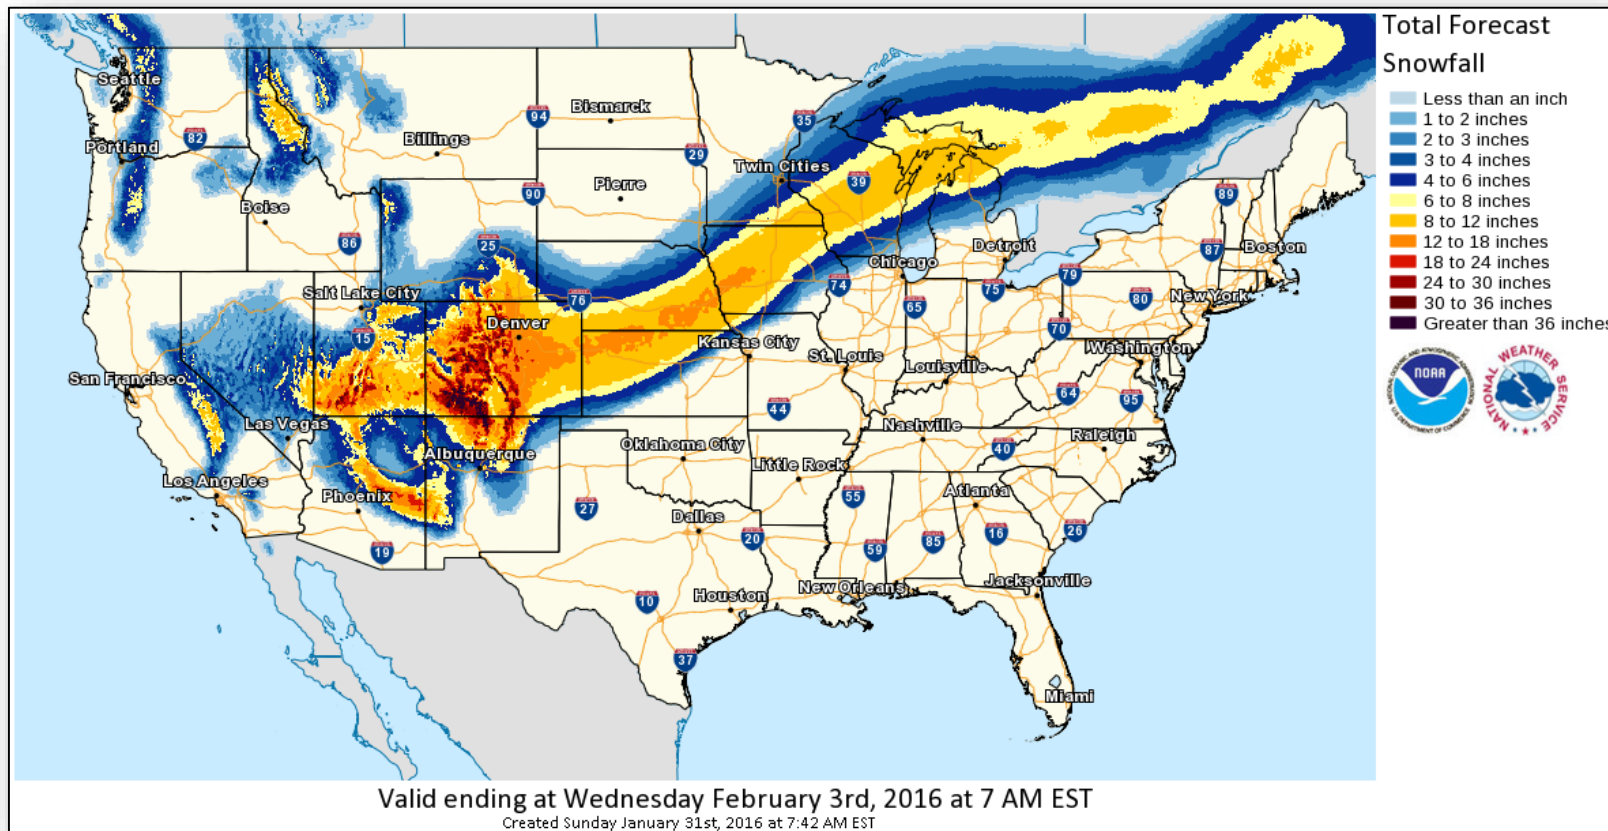 Total Forecast
Snowfall
Less than an inch
1 to 2 inches
2 to 3 inches
3 to 4 inches
4 to 6 inches
6 to 8 inches
8 to 12 inches
12 to 18 inches
18 to 24 inches
24 to 30 inches
30 to 36 inches
Greater than 36 inches
NOAA
NATIONAL WEATHER SERVICE
Seattle
82
Portland
Boise
86
Billings
94
Bismarck
29
90
Pierre
35
Twin Cities
39
25
Salt Lake City
15
Denver
76
San Francisco
Las Vegas
Los Angeles
Phoenix
19
Albuquerque
Kansas City
74
Chicago
Detroit
65
75
79
80
70
89
87
Boston
New York
Washington
St. Louis
Louisville
64
95
44
Nashville
40
Raleigh
Oklahoma City
Little Rock
27
Dallas
20
55
59
85
Atlanta
16
26
10
Houston
New Orleans
Jacksonville
37
Miami
Valid ending at Wednesday February 3rd, 2016 at 7 AM EST
Created Sunday January 31st, 2016 at 7:42 AM EST